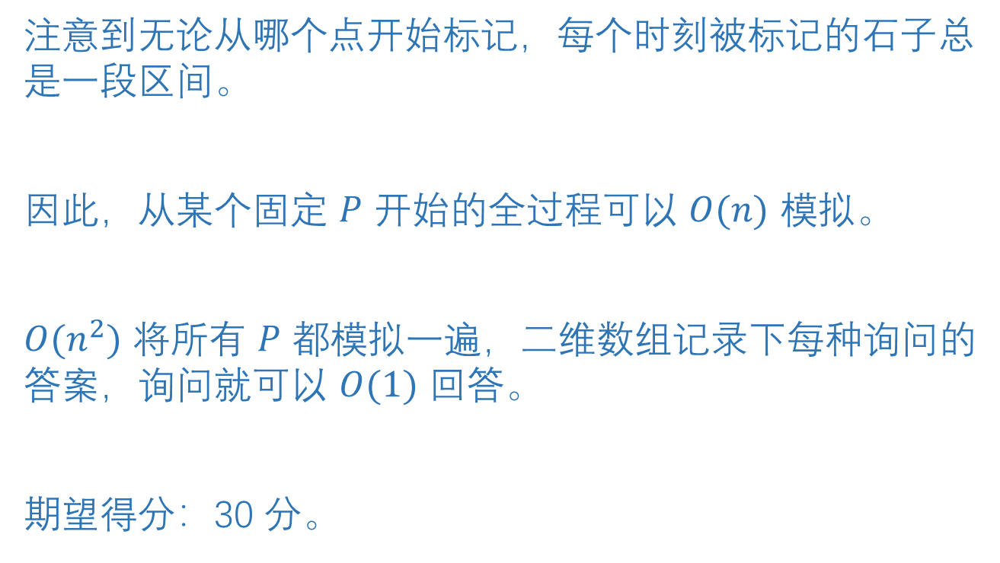 注意到无论从哪个点开始标记，每个时刻被标记的石子总
是一段区间。
因此，从某个固定 P 开始的全过程可以 O(n) 模拟。
O(n²) 将所有 P 都模拟一遍，二维数组记录下每种询问的
答案，询问就可以 O(1) 回答。
期望得分：30 分。